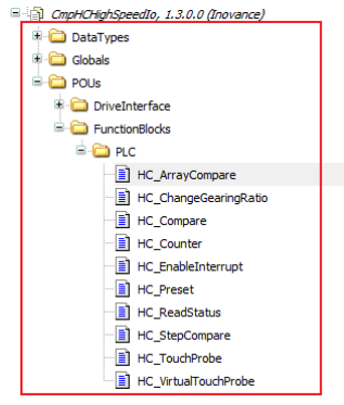 CmpHCHighSpeedIo, 1.3.0.0 (Inovance)
DataTypes
Globals
POUs
DriveInterface
FunctionBlocks
PLC
HC_ArrayCompare
HC_ChangeGearingRatio
HC_Compare
HC_Counter
HC_EnableInterrupt
HC_Preset
HC_ReadStatus
HC_StepCompare
HC_TouchProbe
HC_VirtualTouchProbe